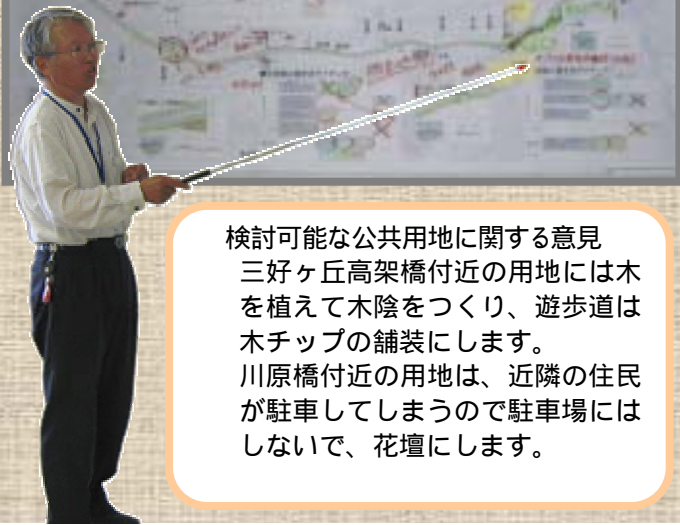 検討可能な公共用地に関する意見
三好ヶ丘高架橋付近の用地には木
を植えて木陰をつくり、遊歩道は
木チップの舗装にします。
川原橋付近の用地は、近隣の住民
が駐車してしまうので駐車場には
しないで、花壇にします。